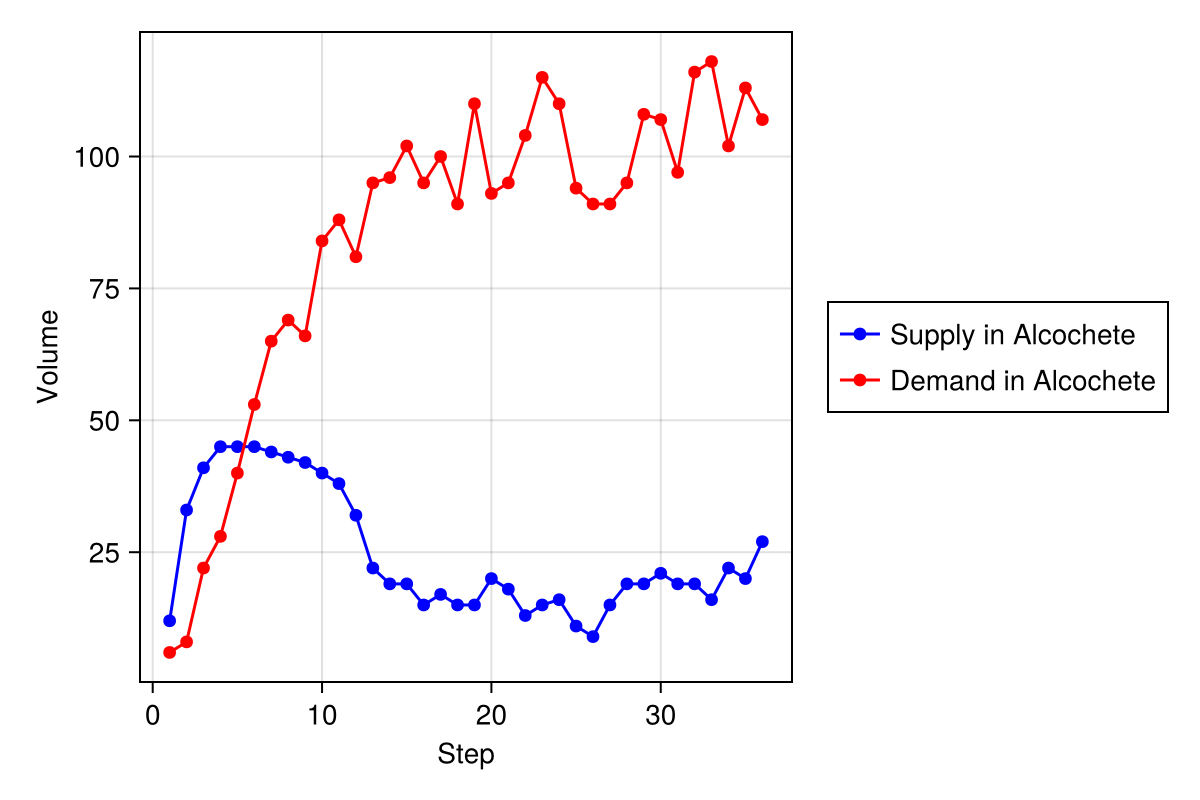 100
75
50
25
Volume
0 10 20 30
Step
Supply in Alcochete
Demand in Alcochete